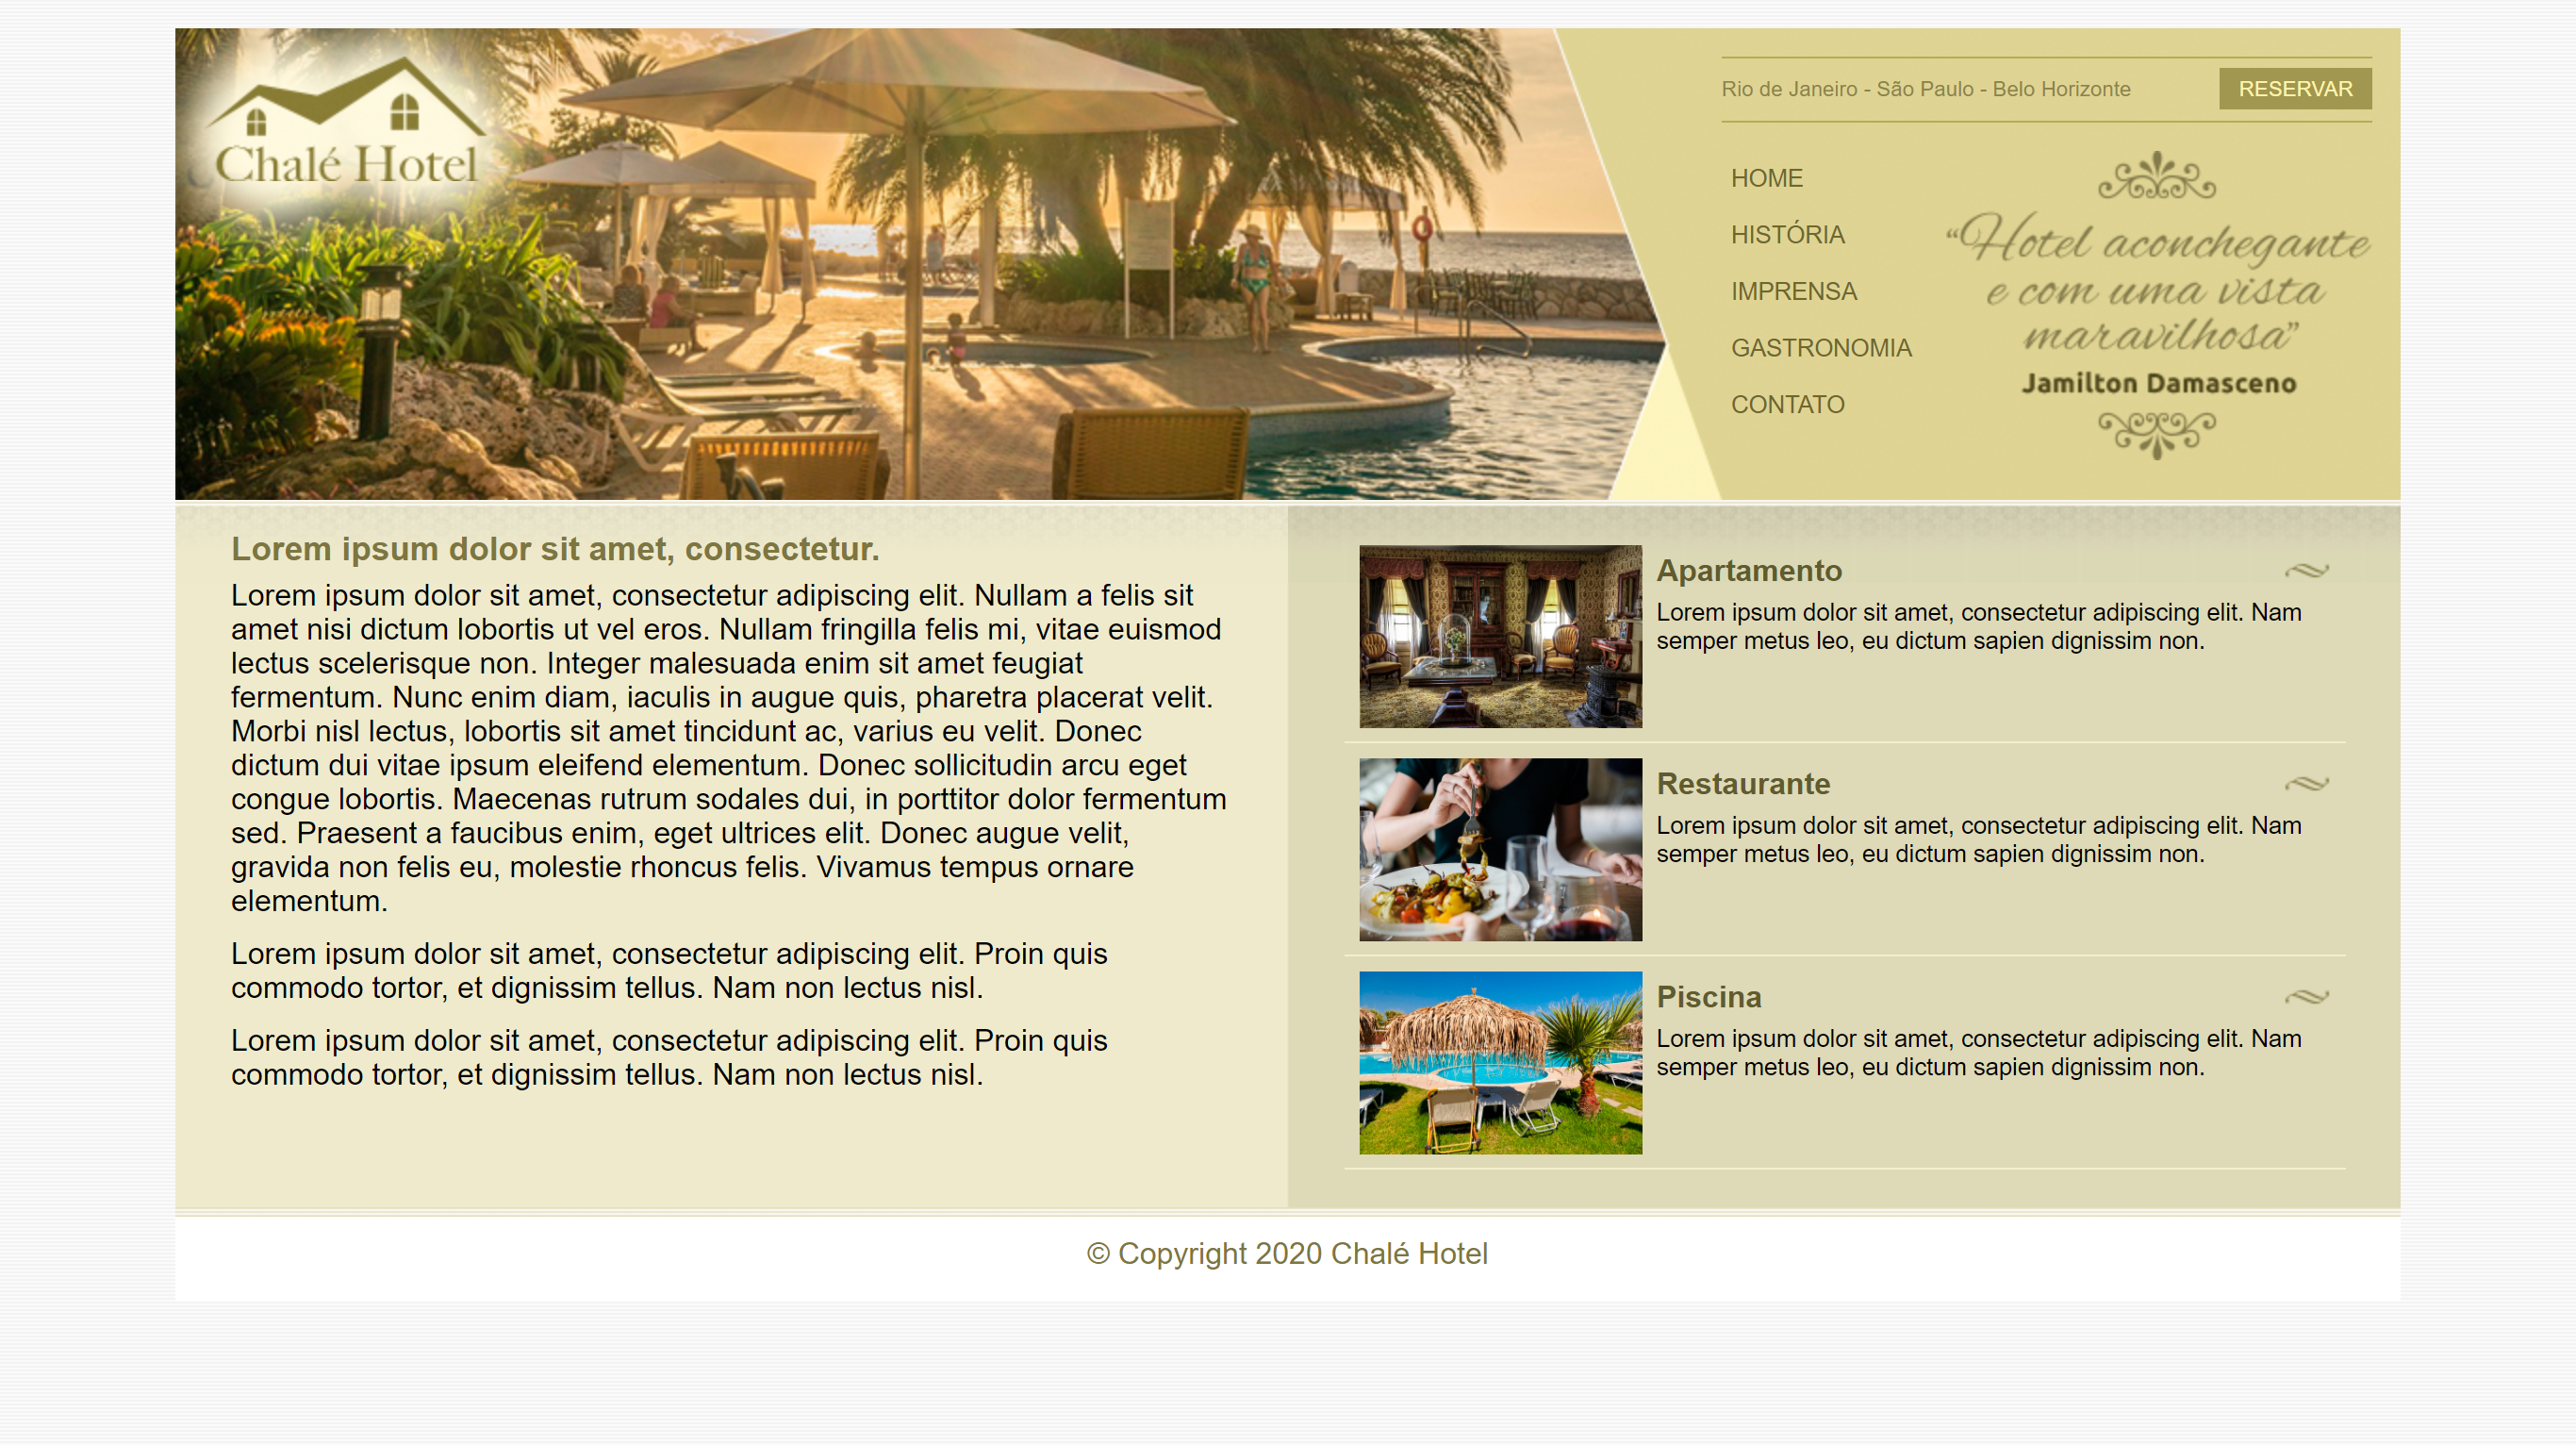 Chalé Hotel
Rio de Janeiro - São Paulo - Belo Horizonte
RESERVAR
HOME
HISTÓRIA
IMPRENSA
GASTRONOMIA
CONTATO
“Hotel aconchegante
e com uma vista
maravilhosa”
Jamilton Damasceno
Lorem ipsum dolor sit amet, consectetur.
Lorem ipsum dolor sit amet, consectetur adipiscing elit. Nullam a felis sit
amet nisi dictum lobortis ut vel eros. Nullam fringilla felis mi, vitae euismod
lectus scelerisque non. Integer malesuada enim sit amet feugiat
fermentum. Nunc enim diam, iaculis in augue quis, pharetra placerat velit.
Morbi nisl lectus, lobortis sit amet tincidunt ac, varius eu velit. Donec
dictum dui vitae ipsum eleifend elementum. Donec sollicitudin arcu eget
congue lobortis. Maecenas rutrum sodales dui, in porttitor dolor fermentum
sed. Praesent a faucibus enim, eget ultrices elit. Donec augue velit,
gravida non felis eu, molestie rhoncus felis. Vivamus tempus ornare
elementum.
Lorem ipsum dolor sit amet, consectetur adipiscing elit. Proin quis
commodo tortor, et dignissim tellus. Nam non lectus nisl.
Lorem ipsum dolor sit amet, consectetur adipiscing elit. Proin quis
commodo tortor, et dignissim tellus. Nam non lectus nisl.
Apartamento
Lorem ipsum dolor sit amet, consectetur adipiscing elit. Nam
semper metus leo, eu dictum sapien dignissim non.
Restaurante
Lorem ipsum dolor sit amet, consectetur adipiscing elit. Nam
semper metus leo, eu dictum sapien dignissim non.
Piscina
Lorem ipsum dolor sit amet, consectetur adipiscing elit. Nam
semper metus leo, eu dictum sapien dignissim non.
© Copyright 2020 Chalé Hotel